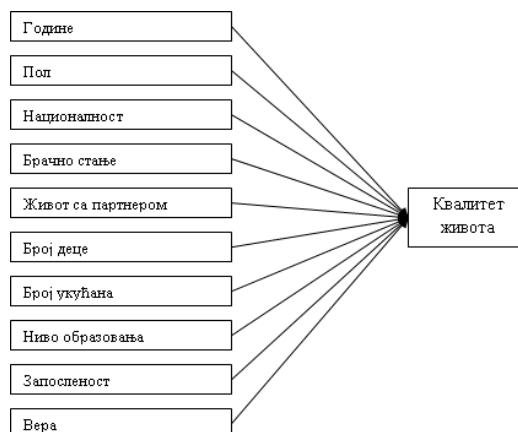 Године
Пол
Националност
Брачно стање
Живот са партнером
Број деце
Број укућана
Ниво образовања
Запосленост
Вера
Квалитет
живота